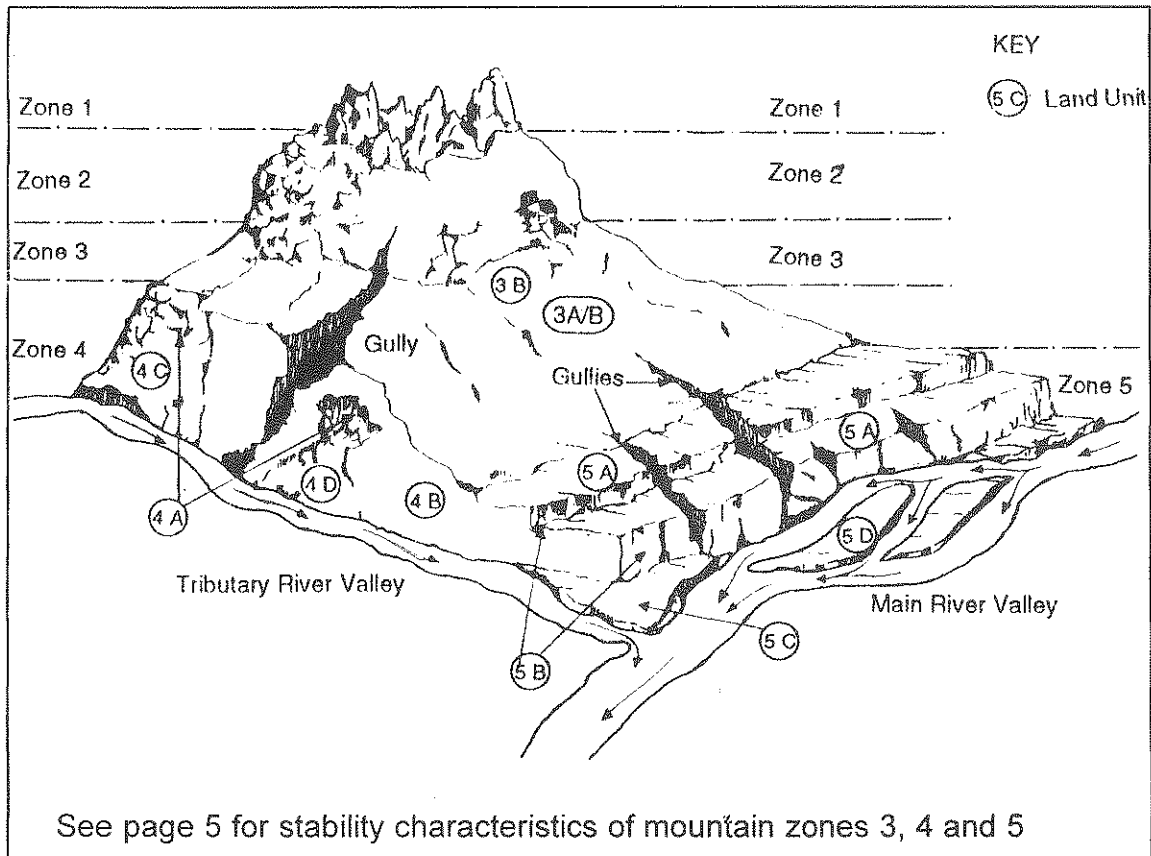 KEY
5 C Land Unit
Zone 1 Zone 1
Zone 2 Zone 2
Zone 3 Zone 3
3 B
3A/B
Zone 4
4 C
Gully
Gullies
Zone 5
5 A
5 A
4 D
4 B
4 A
5 D
Tributary River Valley
Main River Valley
5 B
5 C
See page 5 for stability characteristics of mountain zones 3, 4 and 5